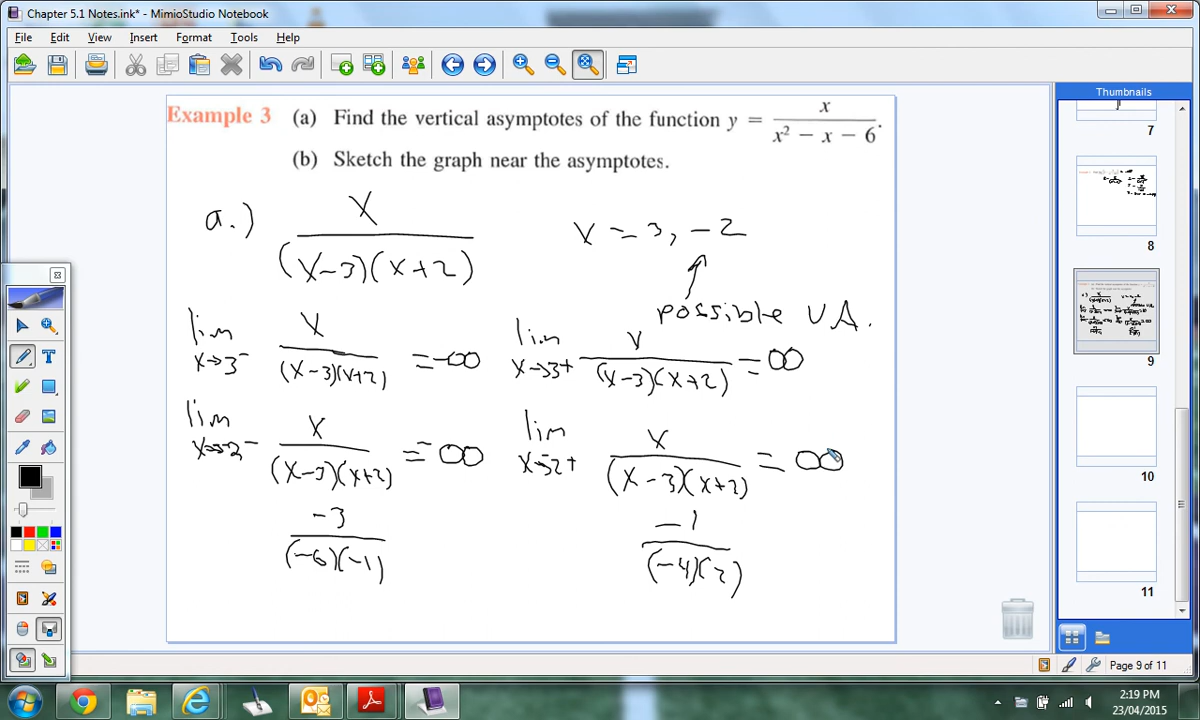 Chapter 5.1 Notes.ink* - MimioStudio Notebook
File Edit View Insert Format Tools Help
Example 3 (a) Find the vertical asymptotes of the function y = x / (x² − x − 6).
(b) Sketch the graph near the asymptotes.
a.) x / ((x-3)(x+2))
x = 3, -2
possible V.A.
lim x→3⁻ x / ((x-3)(x+2)) = -∞
lim x→3+ x / ((x-3)(x+2)) = ∞
lim x→-2⁻ x / ((x-3)(x+2)) = -∞
lim x→-2+ x / ((x-3)(x+2)) = ∞
-3 / ((-6)(-1))
-1 / ((-4)(2)
Thumbnails
7
8
9
10
11
Page 9 of 11
2:19 PM
23/04/2015